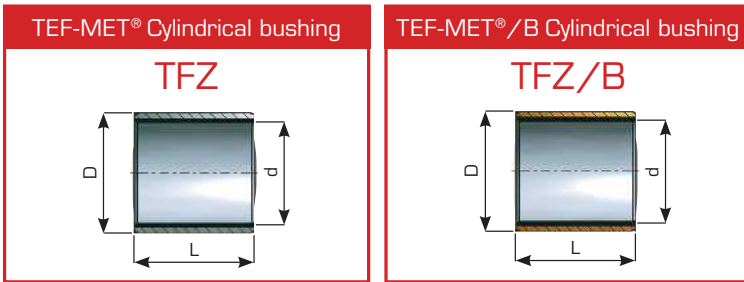 TEF-MET® Cylindrical bushing
TFZ
D
d
L
TEF-MET®/B Cylindrical bushing
TFZ/B
D
d
L